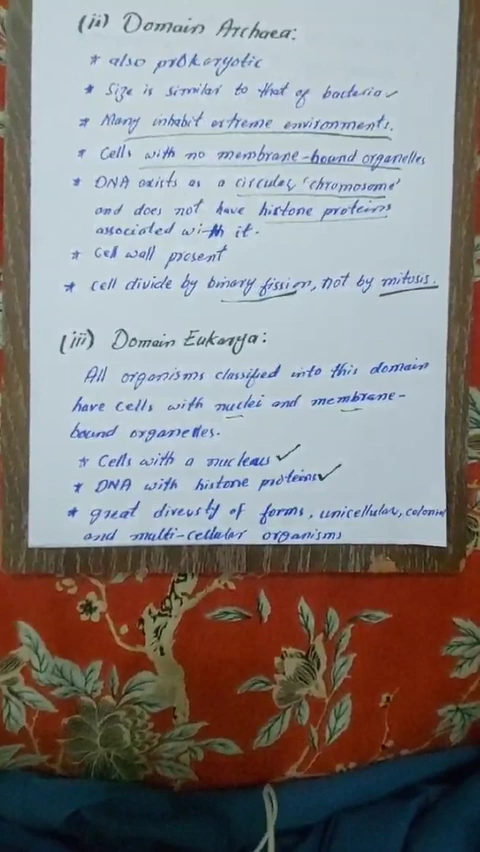 (ii) Domain Archaea:
* also prokaryotic
* Size is similar to that of bacteria
* Many inhabit extreme environments.
* Cells with no membrane-bound organelles
* DNA exists as a circular 'chromosome'
and does not have histone proteins
associated with it.
* Cell wall present
* Cell divide by binary fission, not by mitosis.
(iii) Domain Eukarya:
All organisms classified into this domain
have cells with nuclei and membrane-
bound organelles.
* Cells with a nucleus
* DNA with histone proteins
* great diversty of forms, unicellular, colonial
and multi-cellular organisms